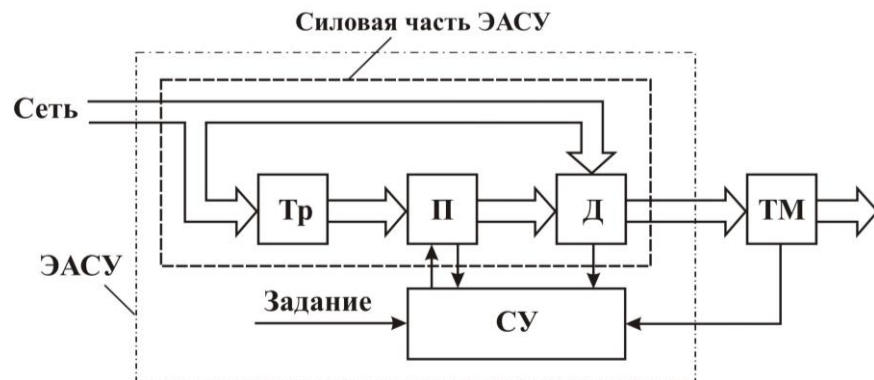 Силовая часть ЭАСУ
Сеть
Тр
П
Д
ТМ
ЭАСУ
Задание
СУ